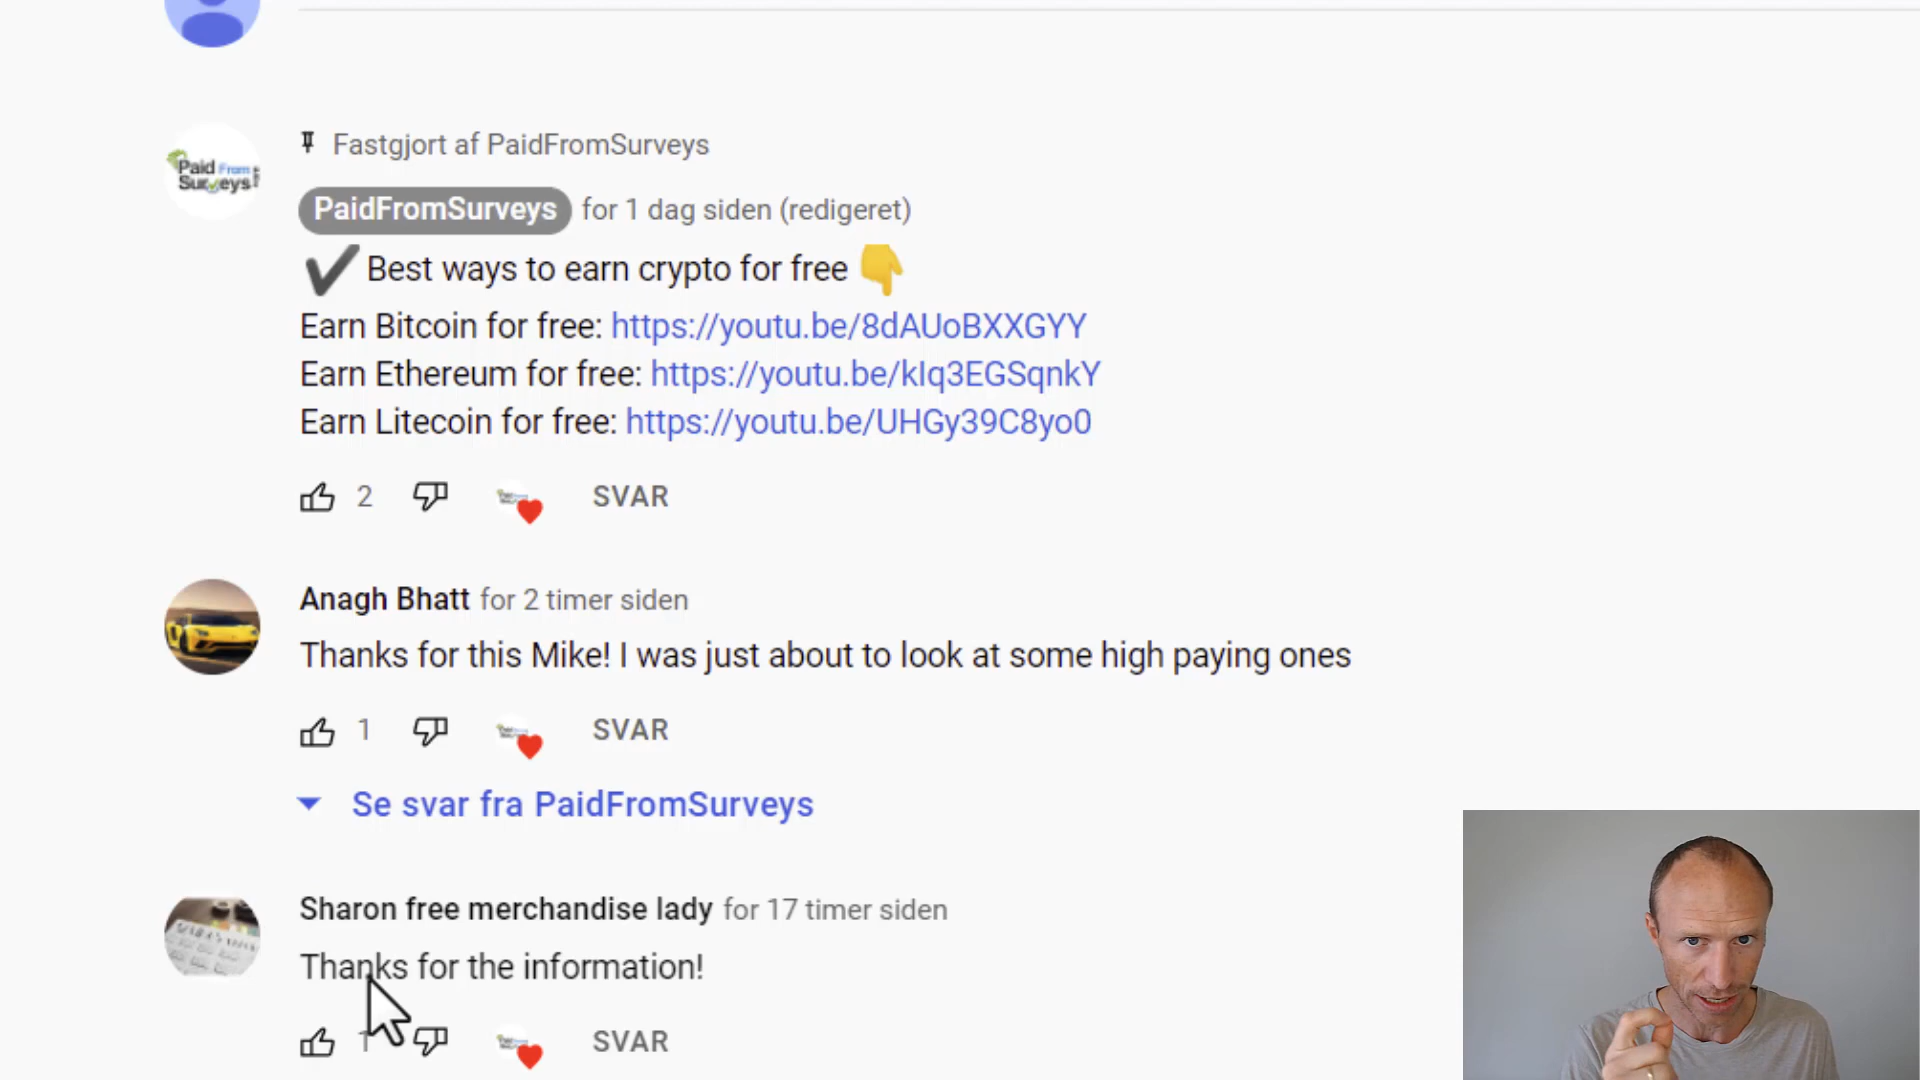 Fastgjort af PaidFromSurveys
Paid From
Surveys
PaidFromSurveys for 1 dag siden (redigeret)
✔ Best ways to earn crypto for free 👇
Earn Bitcoin for free: https://youtu.be/8dAUoBXXGYY
Earn Ethereum for free: https://youtu.be/kIq3EGSqnkY
Earn Litecoin for free: https://youtu.be/UHGy39C8yo0
2 SVAR
Anagh Bhatt for 2 timer siden
Thanks for this Mike! I was just about to look at some high paying ones
1 SVAR
Se svar fra PaidFromSurveys
Sharon free merchandise lady for 17 timer siden
Thanks for the information!
1 SVAR